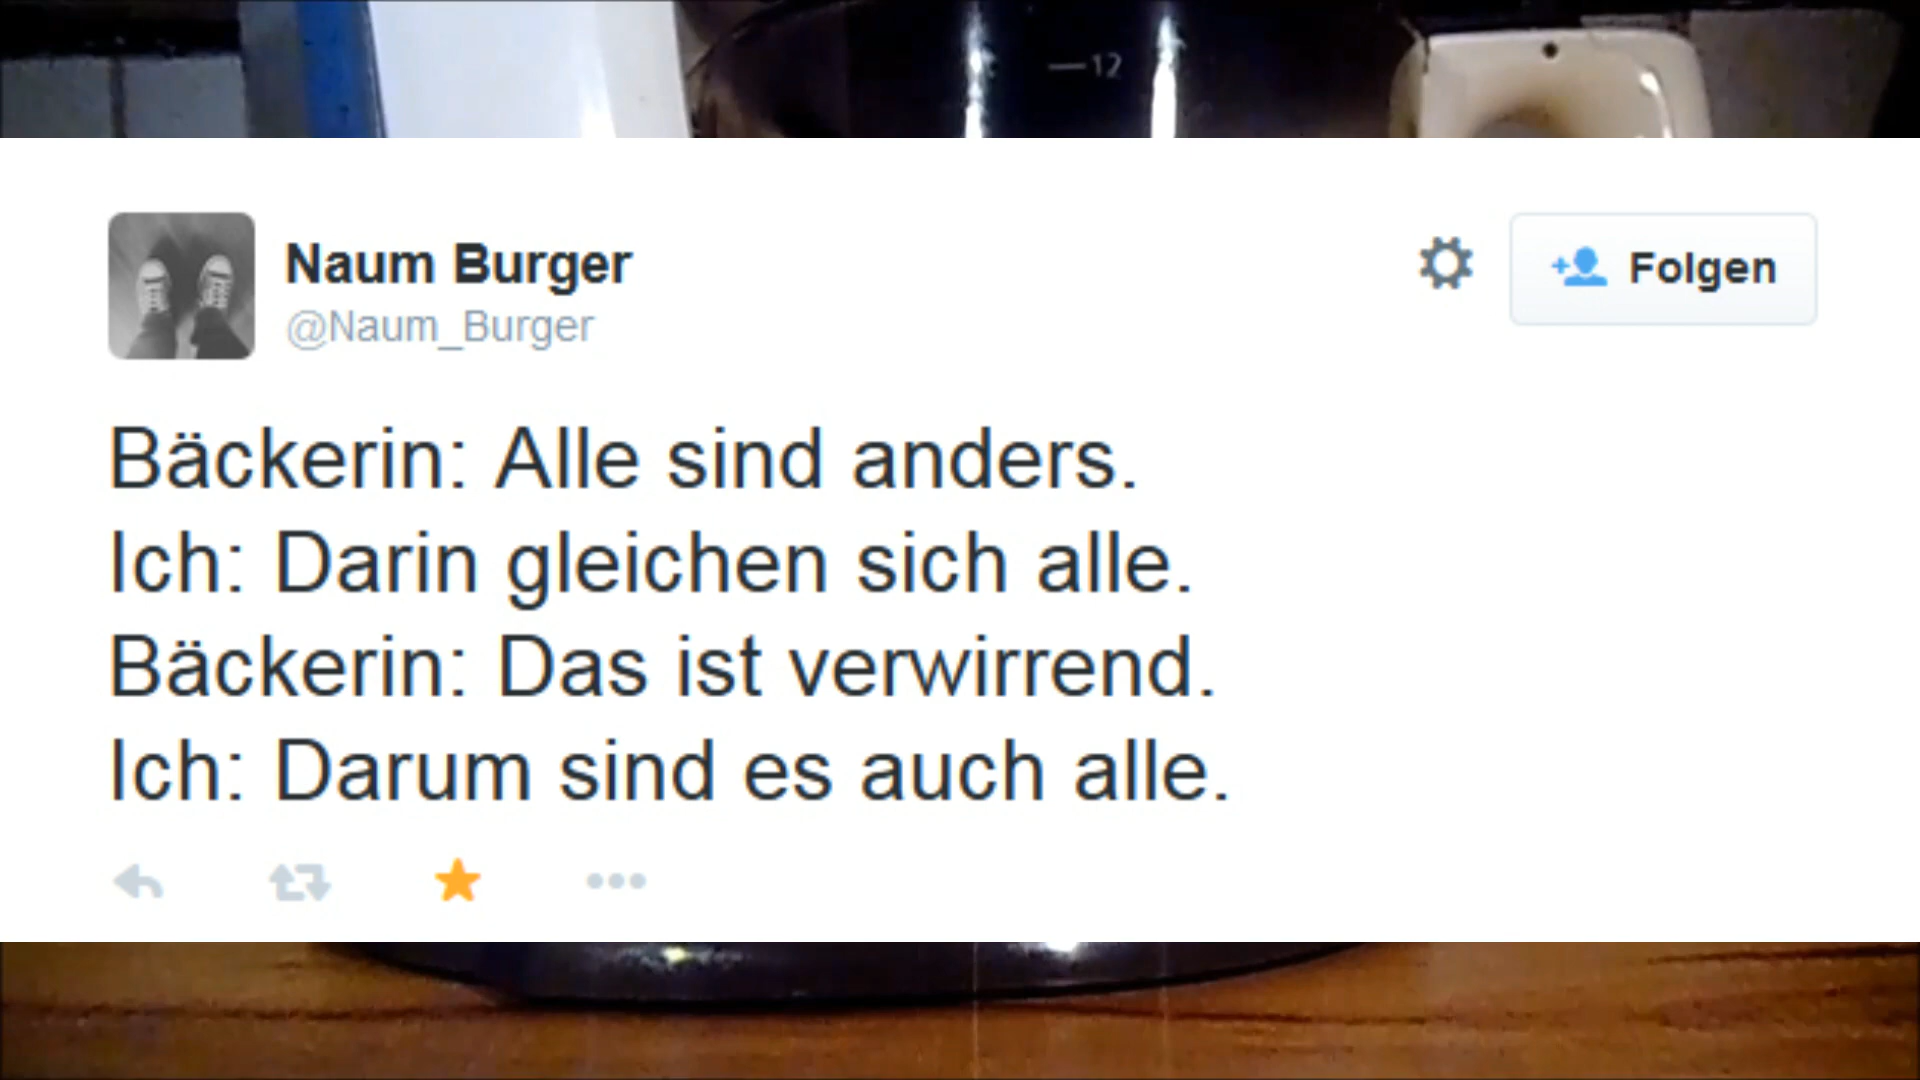 —12
Naum Burger
@Naum_Burger
Folgen
Bäckerin: Alle sind anders.
Ich: Darin gleichen sich alle.
Bäckerin: Das ist verwirrend.
Ich: Darum sind es auch alle.